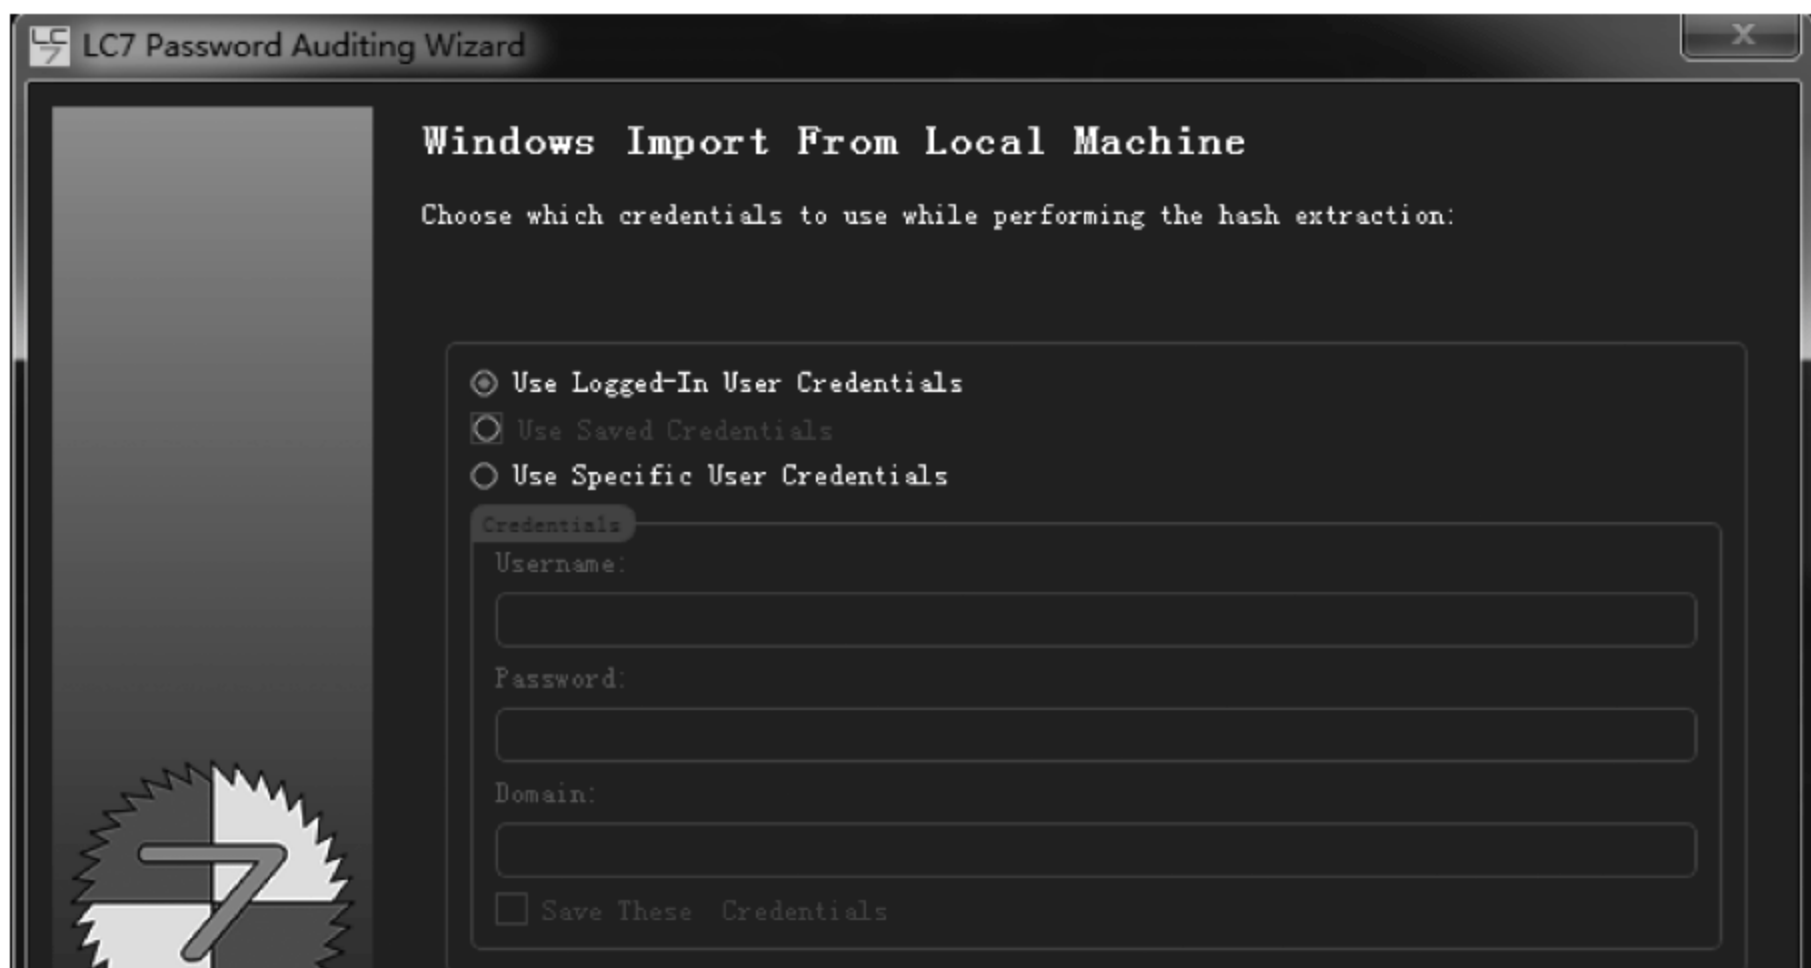 LC7 Password Auditing Wizard
X
Windows Import From Local Machine
Choose which credentials to use while performing the hash extraction:
Use Logged-In User Credentials
Use Saved Credentials
Use Specific User Credentials
Credentials
Username:
Password:
Domain:
Save These Credentials
7